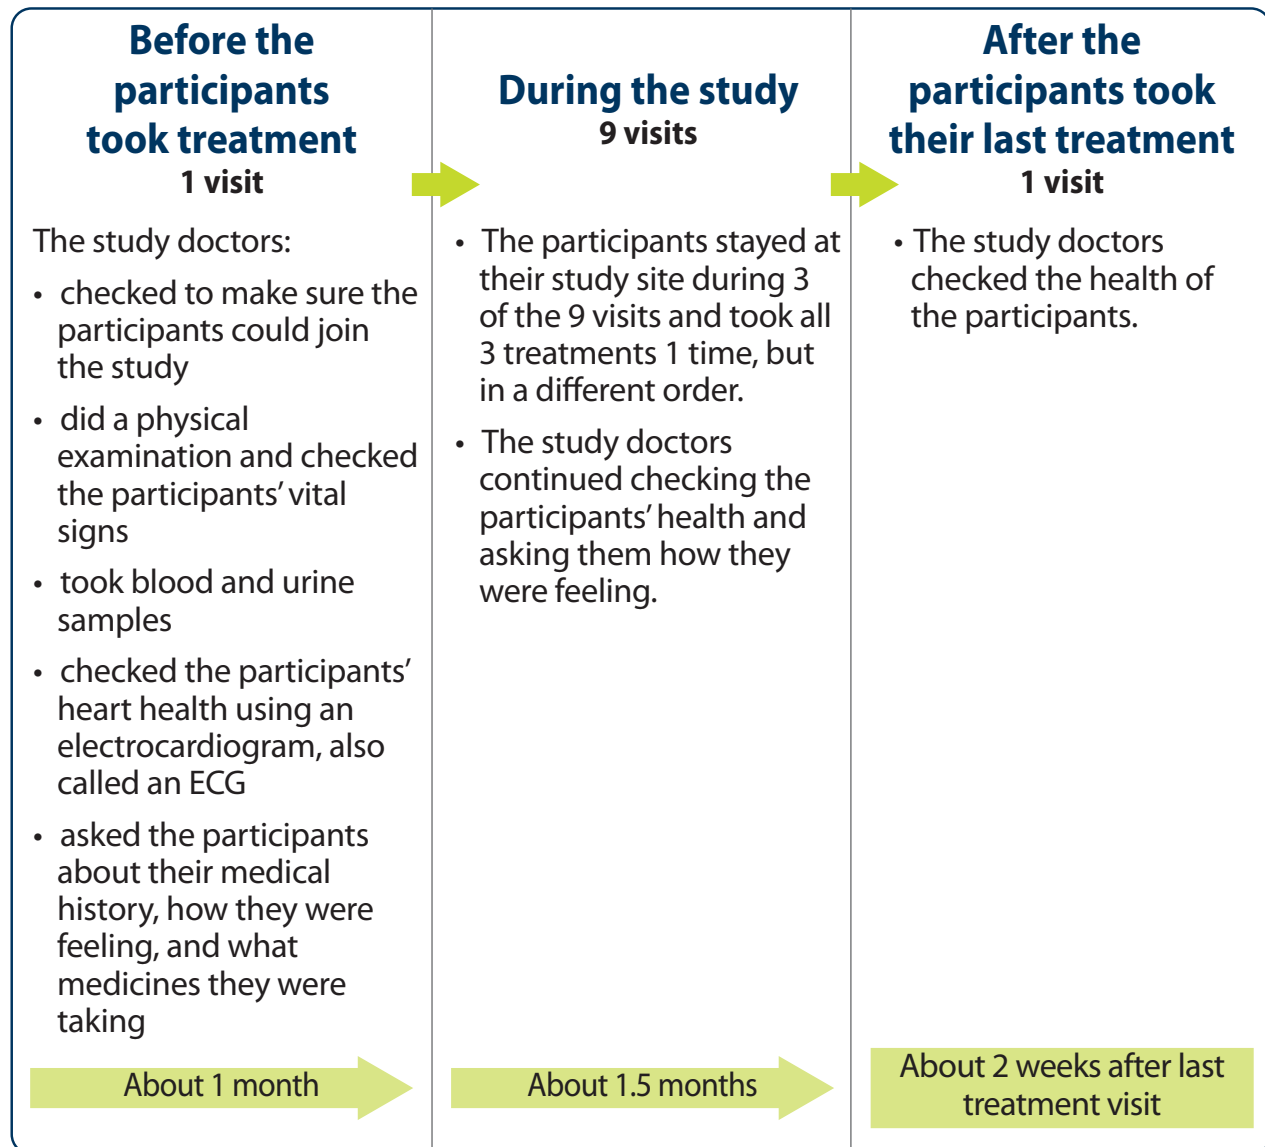 Before the
participants
took treatment
1 visit
The study doctors:
• checked to make sure the
participants could join
the study
• did a physical
examination and checked
the participants’ vital
signs
• took blood and urine
samples
• checked the participants’
heart health using an
electrocardiogram, also
called an ECG
• asked the participants
about their medical
history, how they were
feeling, and what
medicines they were
taking
About 1 month
During the study
9 visits
• The participants stayed at
their study site during 3
of the 9 visits and took all
3 treatments 1 time, but
in a different order.
• The study doctors
continued checking the
participants’ health and
asking them how they
were feeling.
About 1.5 months
After the
participants took
their last treatment
1 visit
• The study doctors
checked the health of
the participants.
About 2 weeks after last
treatment visit